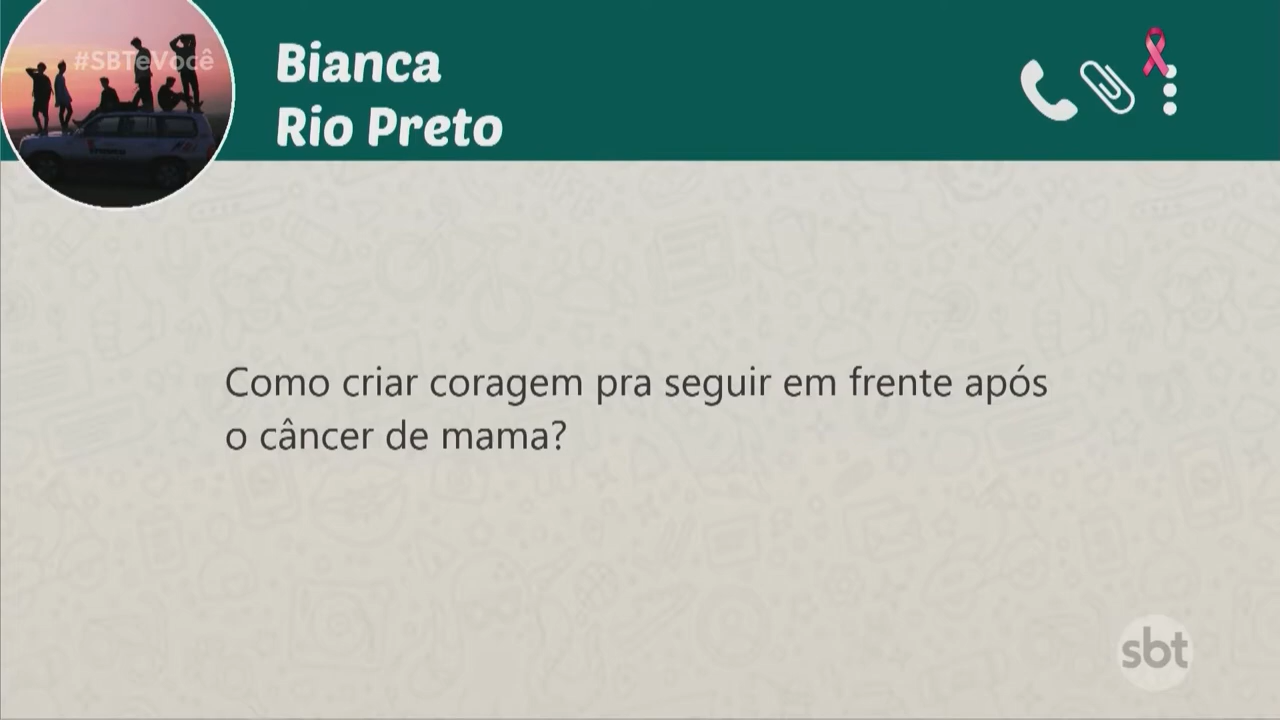 #SBTeVocê
Bianca
Rio Preto
Como criar coragem pra seguir em frente após
o câncer de mama?
sbt